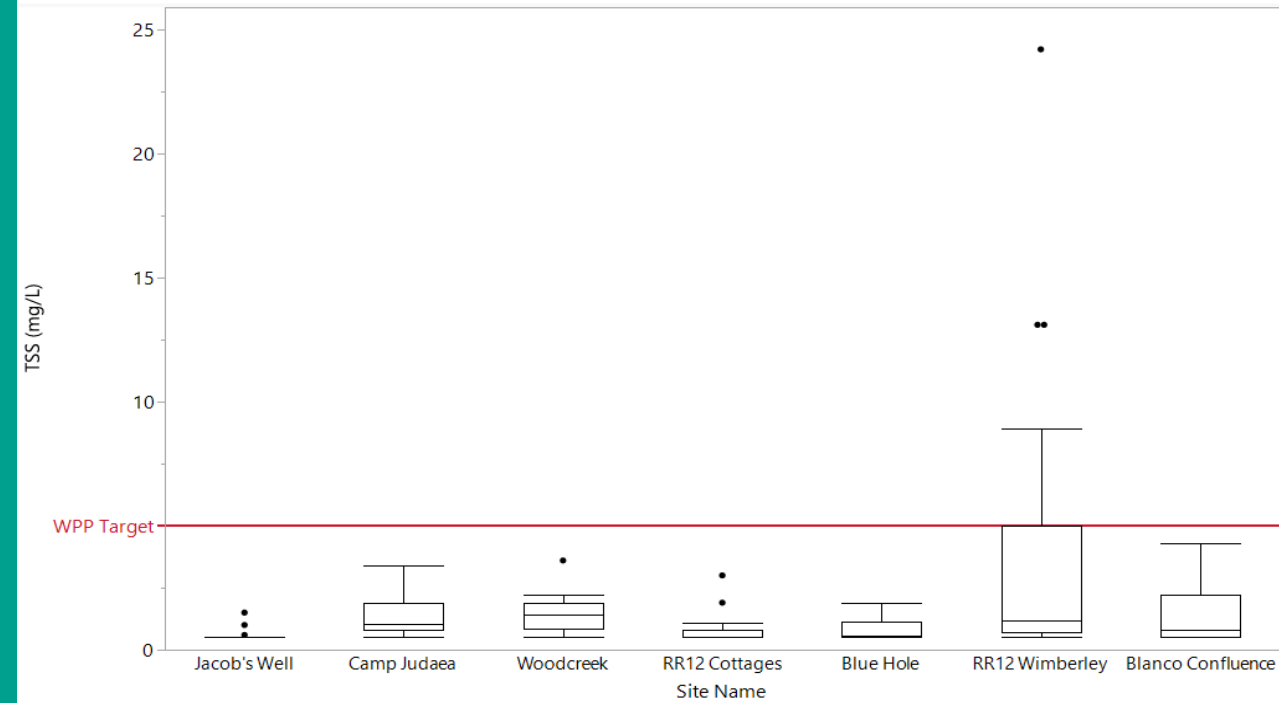 25
20
15
10
WPP Target
0
TSS (mg/L)
Jacob's Well
Camp Judaea
Woodcreek
RR12 Cottages
Blue Hole
RR12 Wimberley
Blanco Confluence
Site Name